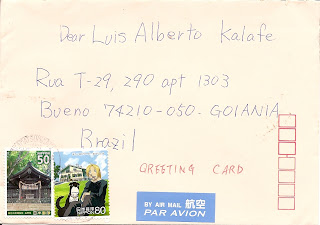 Dear Luis Alberto Kalafe
Rua T-29, 290 apt 1303
Bueno 74210-050. GOIANIA
Brazil
GREETING CARD
50
80
BY AIR MAIL 航空
PAR AVION